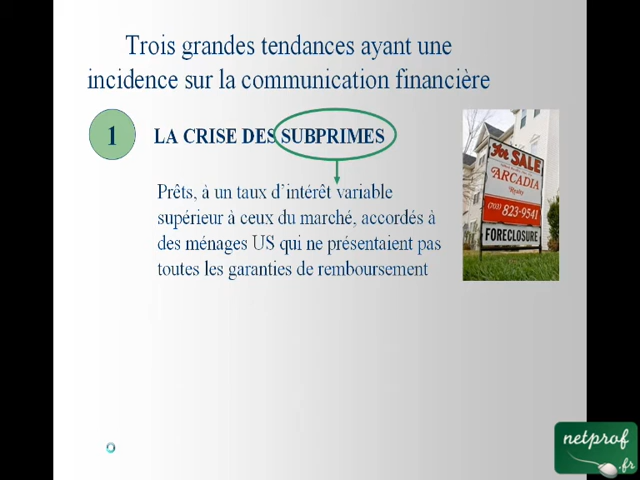 Trois grandes tendances ayant une
incidence sur la communication financière
1
LA CRISE DES SUBPRIMES
Prêts, à un taux d'intérêt variable
supérieur à ceux du marché, accordés à
des ménages US qui ne présentaient pas
toutes les garanties de remboursement
For SALE
ARCADIA
Realty
(703) 823-9541
FORECLOSURE
netprof
.fr